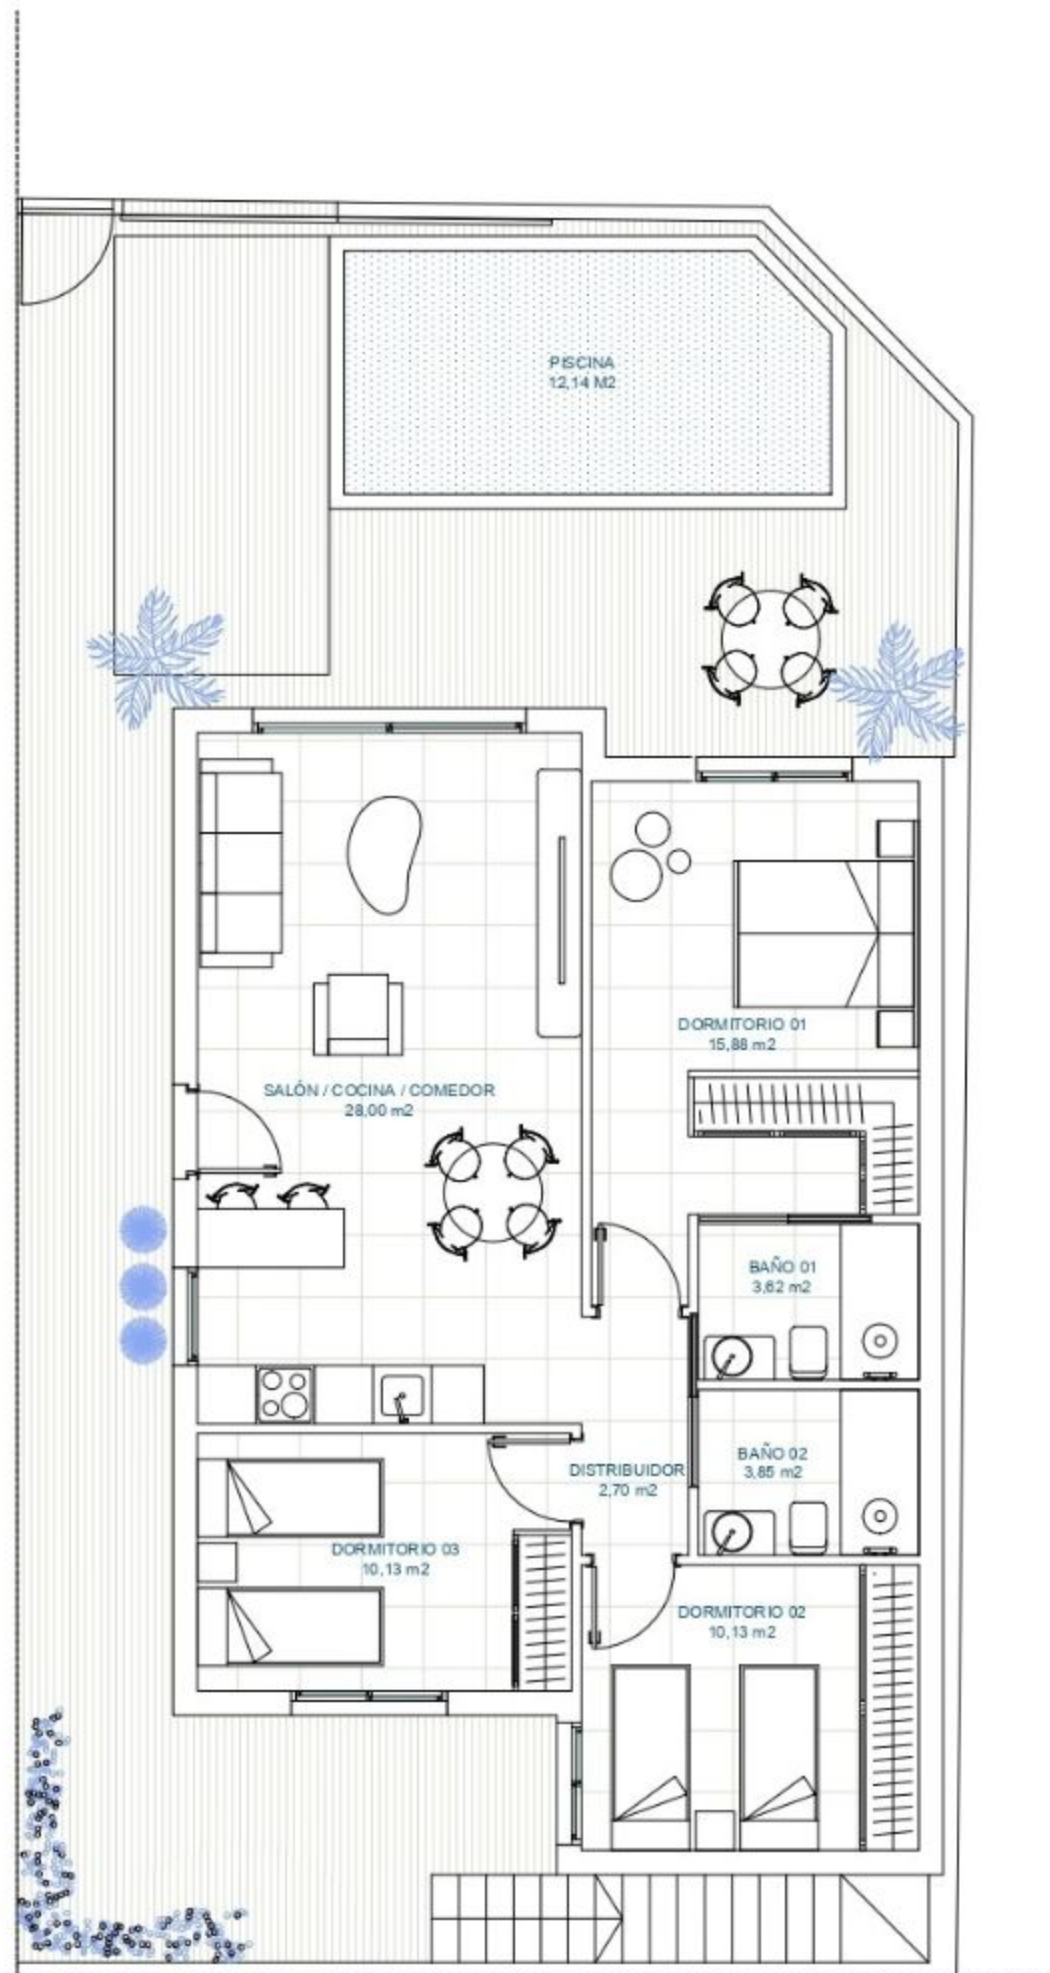 PISCINA
12,14 M2
DORMITORIO 01
15,88 m2
SALÓN / COCINA / COMEDOR
28,00 m2
BAÑO 01
3,62 m2
BAÑO 02
3,85 m2
DISTRIBUIDOR
2,70 m2
DORMITORIO 03
10,13 m2
DORMITORIO 02
10,13 m2